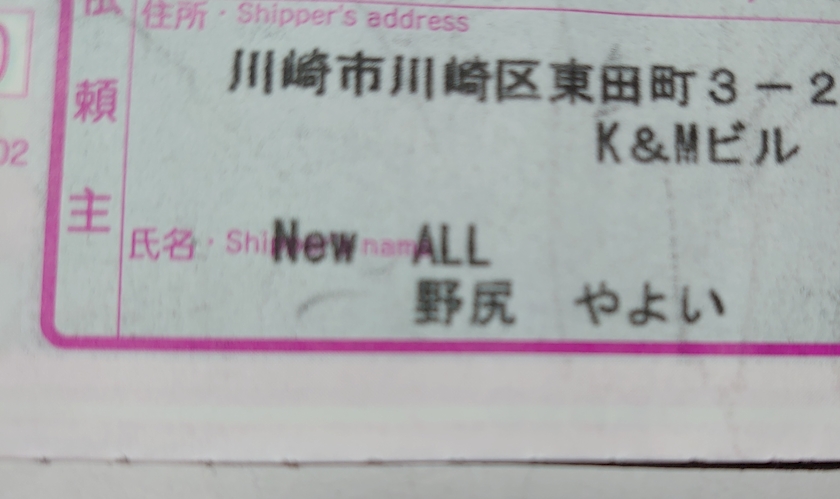 住所・Shipper's address
川崎市川崎区東田町3-2
K&Mビル
頼
主
02
氏名・Shipper's name
New ALL
野尻 やよい